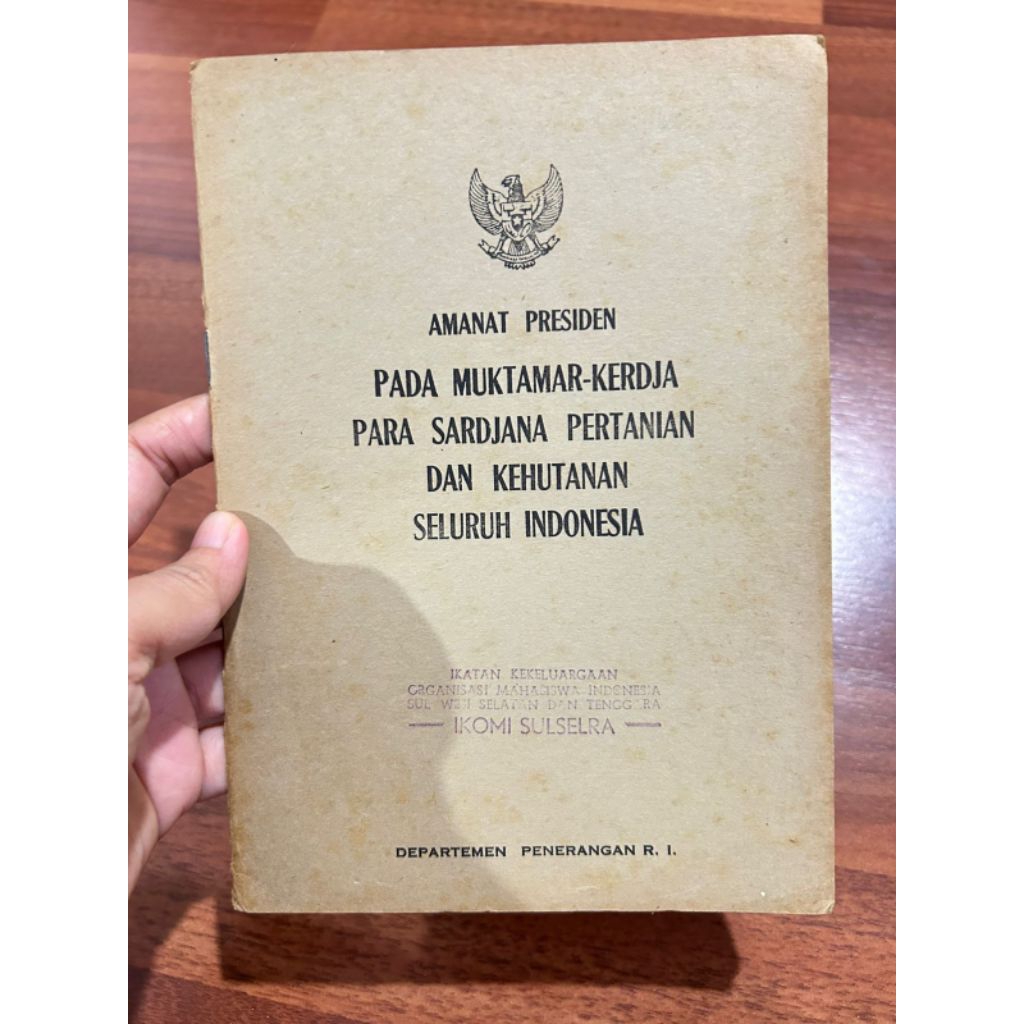 AMANAT PRESIDEN
PADA MUKTAMAR-KERDJA
PARA SARDJANA PERTANIAN
DAN KEHUTANAN
SELURUH INDONESIA
IKATAN KEKELUARGAAN
ORGANISASI MAHASISWA INDONESIA
SULAWESI SELATAN DAN TENGGARA
IKOMI SULSELRA
DEPARTEMEN PENERANGAN R. I.